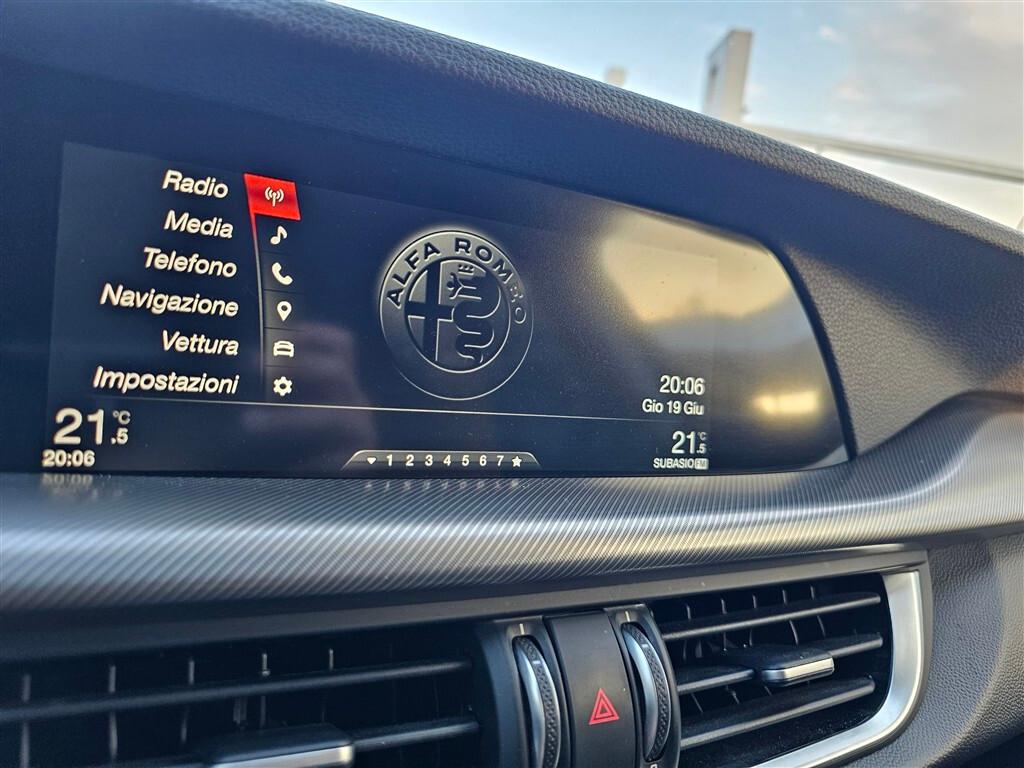 Radio
Media
Telefono
Navigazione
Vettura
Impostazioni
ALFA ROMEO
20:06
Gio 19 Giu
21.5°C
20:06
1 2 3 4 5 6 7
21.5°C
SUBASIO FM